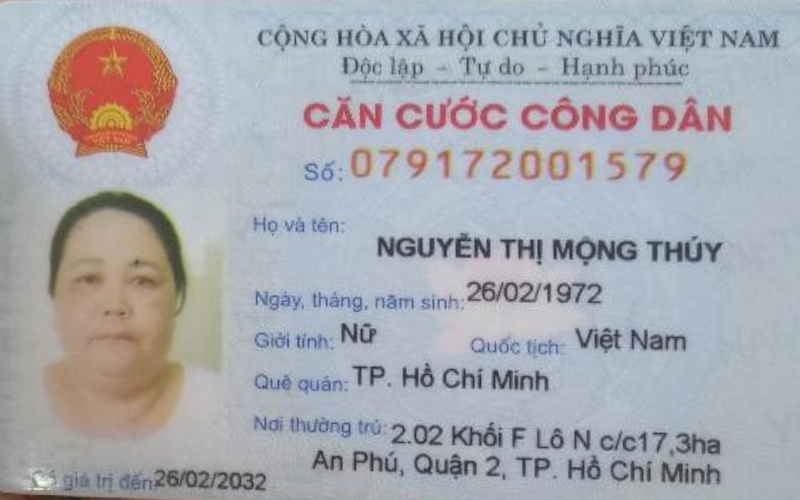 CỘNG HÒA XÃ HỘI CHỦ NGHĨA VIỆT NAM
Độc lập – Tự do – Hạnh phúc
CĂN CƯỚC CÔNG DÂN
Số: 079172001579
Họ và tên:
NGUYỄN THỊ MỘNG THÚY
Ngày, tháng, năm sinh: 26/02/1972
Giới tính: Nữ Quốc tịch: Việt Nam
Quê quán: TP. Hồ Chí Minh
Nơi thường trú: 2.02 Khối F Lô N c/c17,3ha
An Phú, Quận 2, TP. Hồ Chí Minh
Có giá trị đến: 26/02/2032